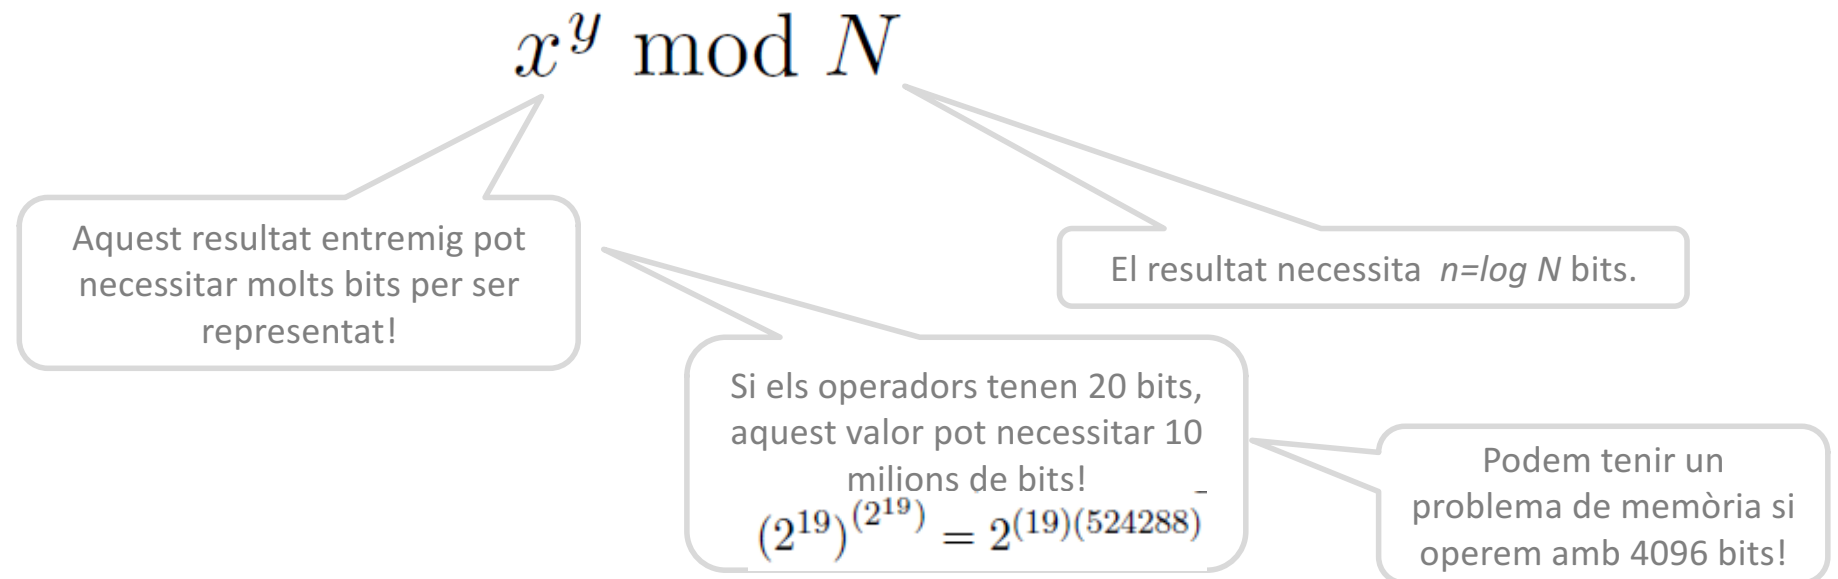 x^y mod N
Aquest resultat entremig pot
necessitar molts bits per ser
representat!
El resultat necessita n=log N bits.
Si els operadors tenen 20 bits,
aquest valor pot necessitar 10
milions de bits!
(2^19)^(2^19) = 2^(19)(524288)
Podem tenir un
problema de memòria si
operem amb 4096 bits!